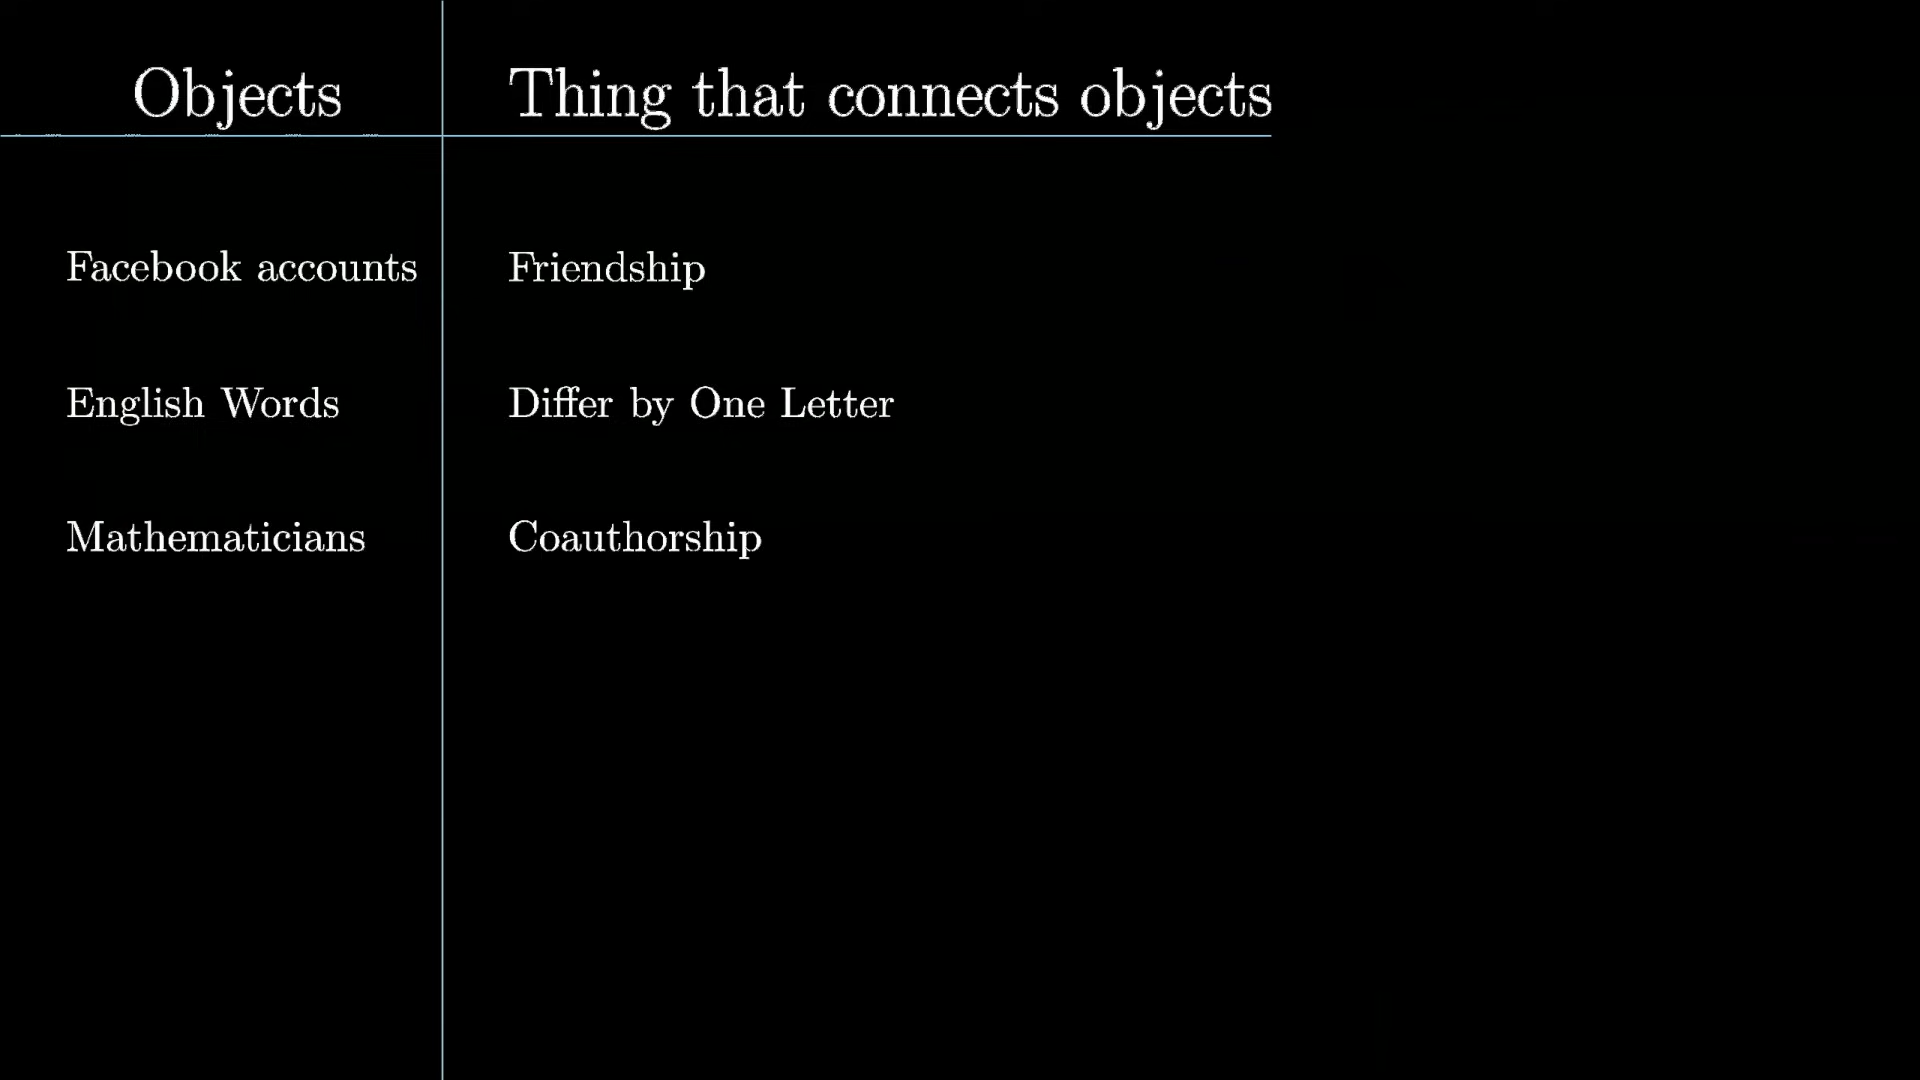 Objects Thing that connects objects
Facebook accounts Friendship
English Words Differ by One Letter
Mathematicians Coauthorship